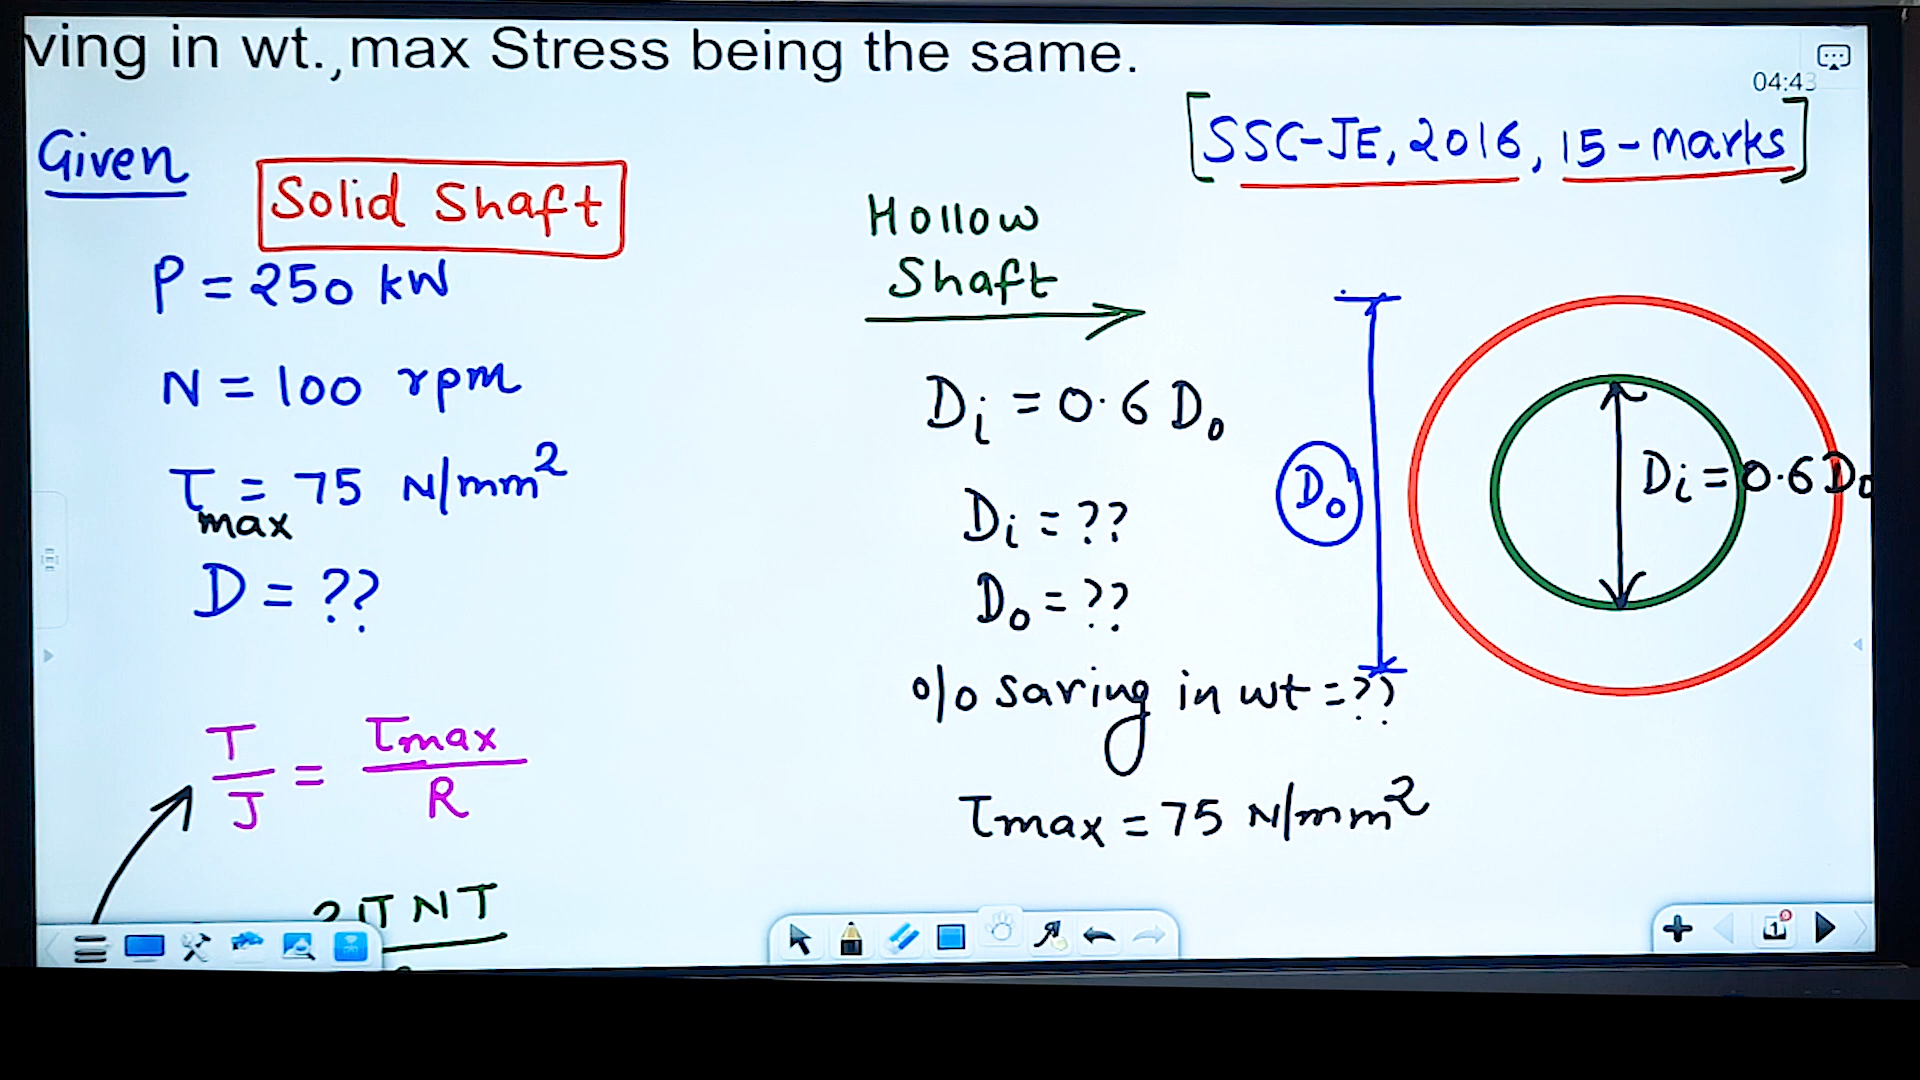 ving in wt.,max Stress being the same.
04:43
[SSC-JE, 2016, 15-marks]
Given
Solid Shaft
P = 250 kW
N = 100 rpm
τmax = 75 N/mm²
D = ??
T/J = τmax/R
2πNT
Hollow
Shaft
Di = 0.6 Do
Di = ??
Do = ??
% saving in wt = ??
τmax = 75 N/mm²
Do
Di = 0.6 Do
1